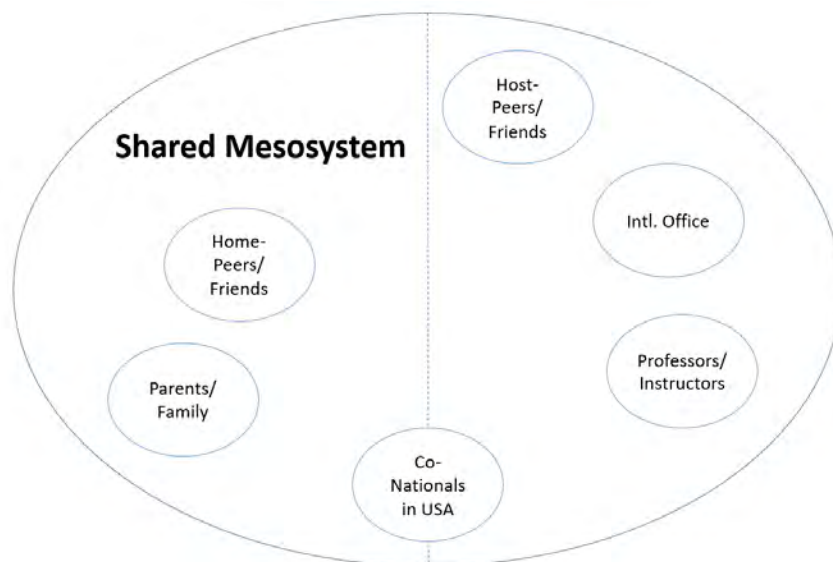 Host-
Peers/
Friends
Shared Mesosystem
Intl. Office
Home-
Peers/
Friends
Professors/
Instructors
Parents/
Family
Co-
Nationals
in USA